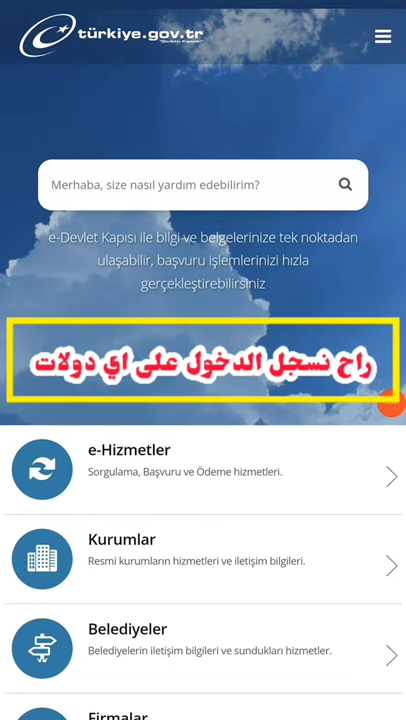 türkiye.gov.tr
"Devletin Kapısı"
Merhaba, size nasıl yardım edebilirim?
e-Devlet Kapısı ile bilgi ve belgelerinize tek noktadan
ulaşabilir, başvuru işlemlerinizi hızla
gerçekleştirebilirsiniz
راح نسجل الدخول على اي دولات
e-Hizmetler
Sorgulama, Başvuru ve Ödeme hizmetleri.
Kurumlar
Resmi kurumların hizmetleri ve iletişim bilgileri.
Belediyeler
Belediyelerin iletişim bilgileri ve sundukları hizmetler.
Firmalar